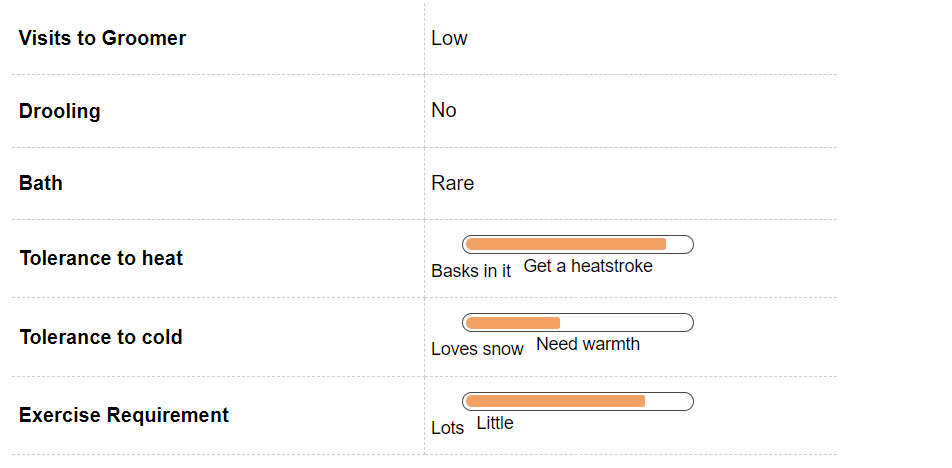 Visits to Groomer Low
Drooling No
Bath Rare
Tolerance to heat
Basks in it Get a heatstroke
Tolerance to cold
Loves snow Need warmth
Exercise Requirement
Lots Little